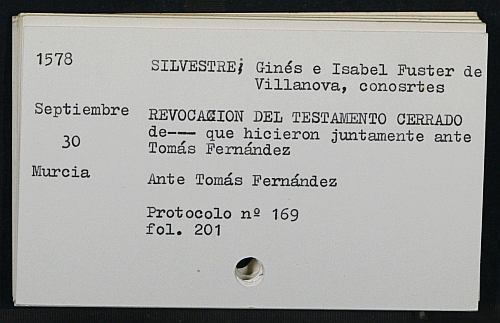 1578
SILVESTRE; Ginés e Isabel Fuster de
Villanova, conosrtes
Septiembre
30
Murcia
REVOCACION DEL TESTAMENTO CERRADO
de--- que hicieron juntamente ante
Tomás Fernández
Ante Tomás Fernández
Protocolo nº 169
fol. 201